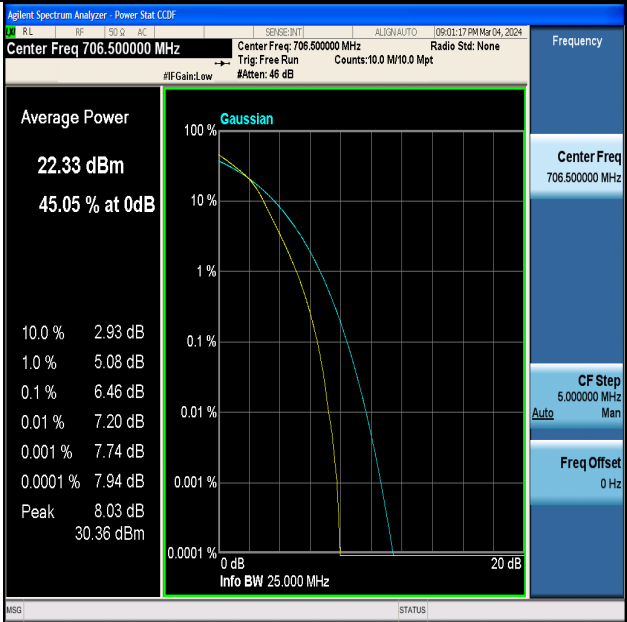 Agilent Spectrum Analyzer - Power Stat CCDF
LXI RL RF 50 Ω AC SENSE:INT ALIGN AUTO 09:01:17 PM Mar 04, 2024
Center Freq 706.500000 MHz
Center Freq: 706.500000 MHz Radio Std: None
Trig: Free Run Counts:10.0 M/10.0 Mpt
#IFGain:Low #Atten: 46 dB
Average Power
22.33 dBm
45.05 % at 0dB
10.0 % 2.93 dB
1.0 % 5.08 dB
0.1 % 6.46 dB
0.01 % 7.20 dB
0.001 % 7.74 dB
0.0001 % 7.94 dB
Peak 8.03 dB
30.36 dBm
Gaussian
100 %
10 %
1 %
0.1 %
0.01 %
0.001 %
0.0001 %
0 dB 20 dB
Info BW 25.000 MHz
Frequency
Center Freq
706.500000 MHz
CF Step
5.000000 MHz
Auto Man
Freq Offset
0 Hz
MSG STATUS